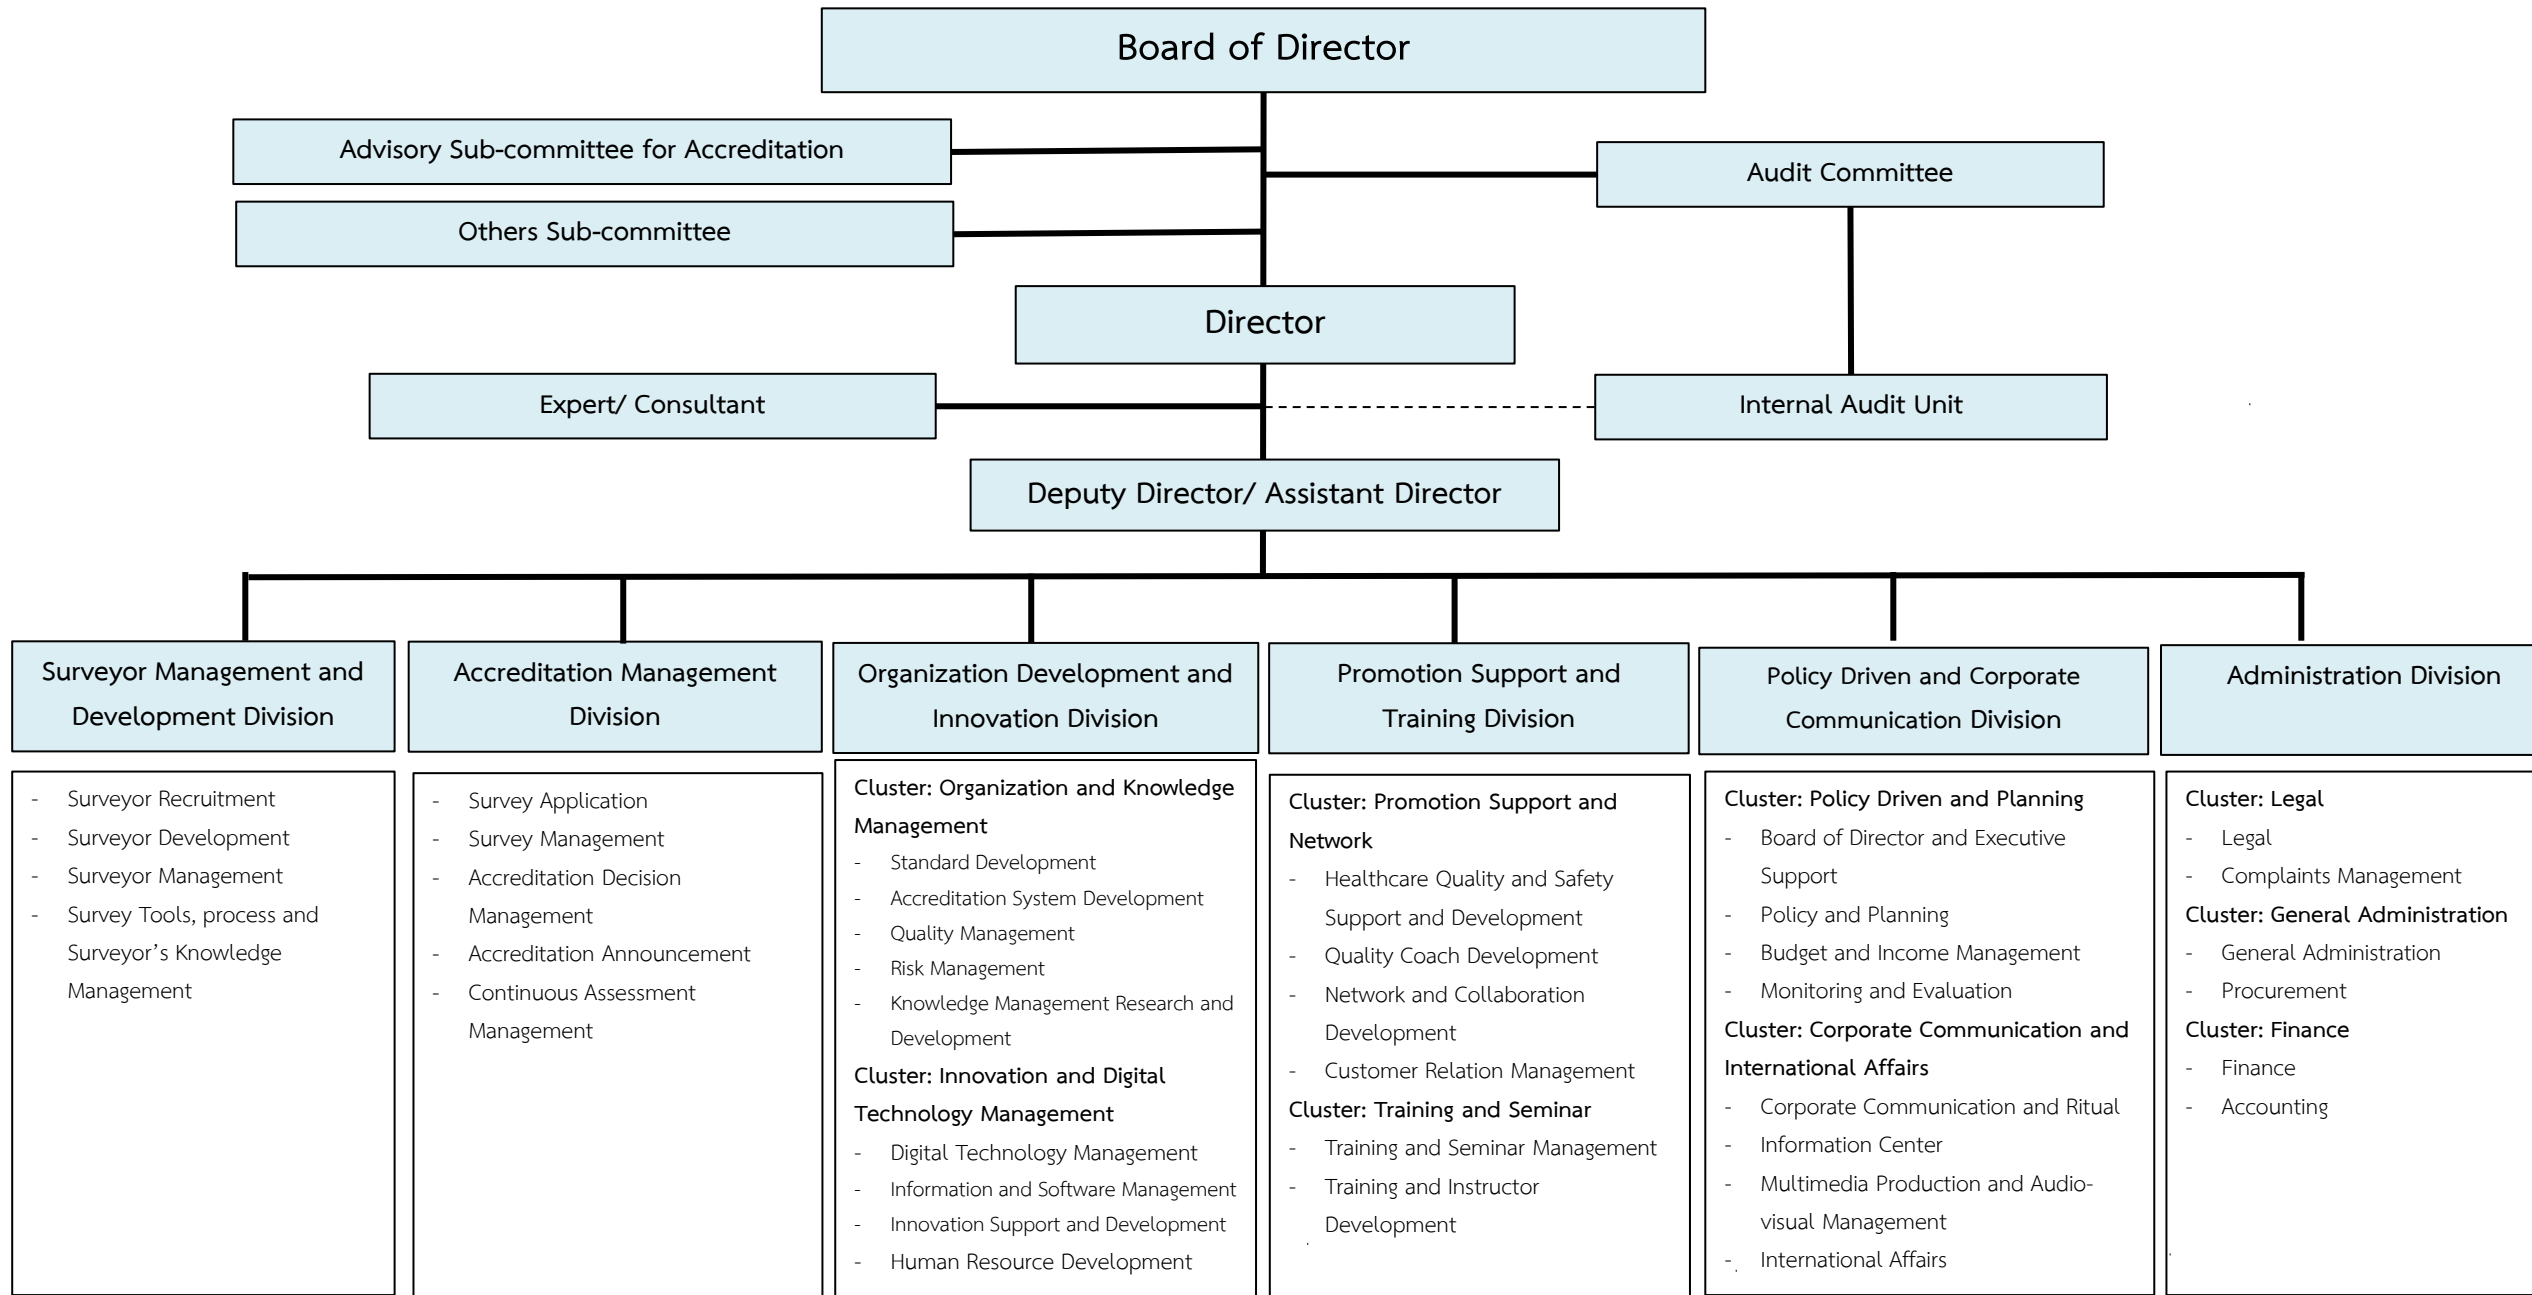 Board of Director
Advisory Sub-committee for Accreditation
Audit Committee
Others Sub-committee
Director
Expert/ Consultant
Internal Audit Unit
Deputy Director/ Assistant Director
Surveyor Management and
Development Division
- Surveyor Recruitment
- Surveyor Development
- Surveyor Management
- Survey Tools, process and
Surveyor’s Knowledge
Management
Accreditation Management
Division
- Survey Application
- Survey Management
- Accreditation Decision
Management
- Accreditation Announcement
- Continuous Assessment
Management
Organization Development and
Innovation Division
Cluster: Organization and Knowledge
Management
- Standard Development
- Accreditation System Development
- Quality Management
- Risk Management
- Knowledge Management Research and
Development
Cluster: Innovation and Digital
Technology Management
- Digital Technology Management
- Information and Software Management
- Innovation Support and Development
- Human Resource Development
Promotion Support and
Training Division
Cluster: Promotion Support and
Network
- Healthcare Quality and Safety
Support and Development
- Quality Coach Development
- Network and Collaboration
Development
- Customer Relation Management
Cluster: Training and Seminar
- Training and Seminar Management
- Training and Instructor
Development
Policy Driven and Corporate
Communication Division
Cluster: Policy Driven and Planning
- Board of Director and Executive
Support
- Policy and Planning
- Budget and Income Management
- Monitoring and Evaluation
Cluster: Corporate Communication and
International Affairs
- Corporate Communication and Ritual
- Information Center
- Multimedia Production and Audio-
visual Management
- International Affairs
Administration Division
Cluster: Legal
- Legal
- Complaints Management
Cluster: General Administration
- General Administration
- Procurement
Cluster: Finance
- Finance
- Accounting